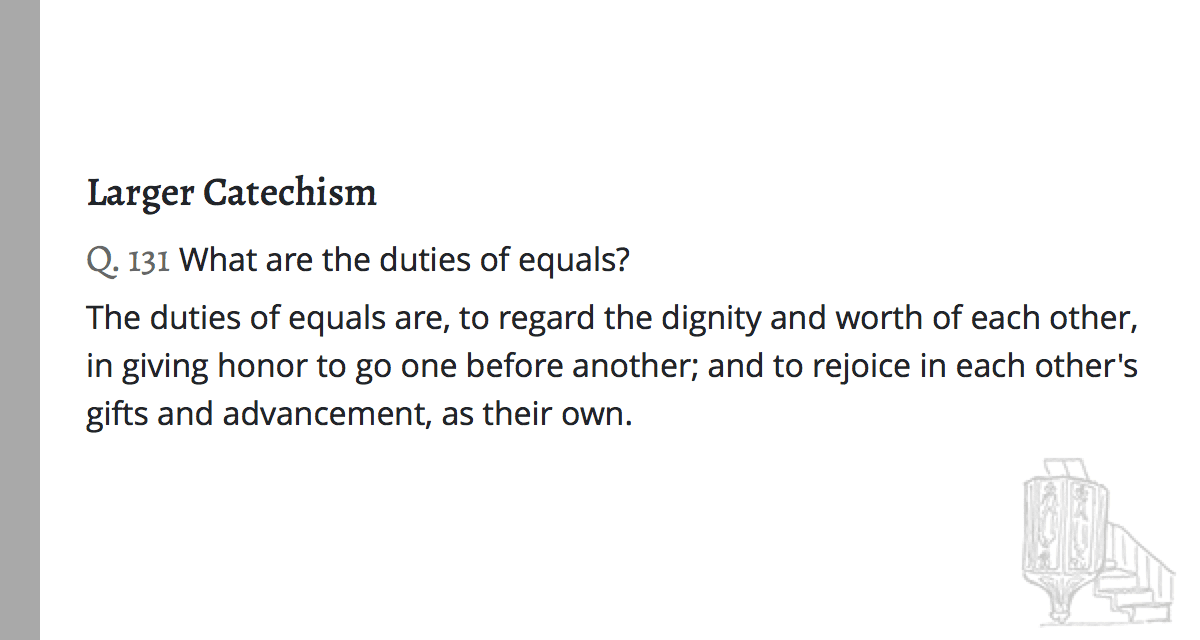 Larger Catechism
Q. 131 What are the duties of equals?
The duties of equals are, to regard the dignity and worth of each other,
in giving honor to go one before another; and to rejoice in each other's
gifts and advancement, as their own.